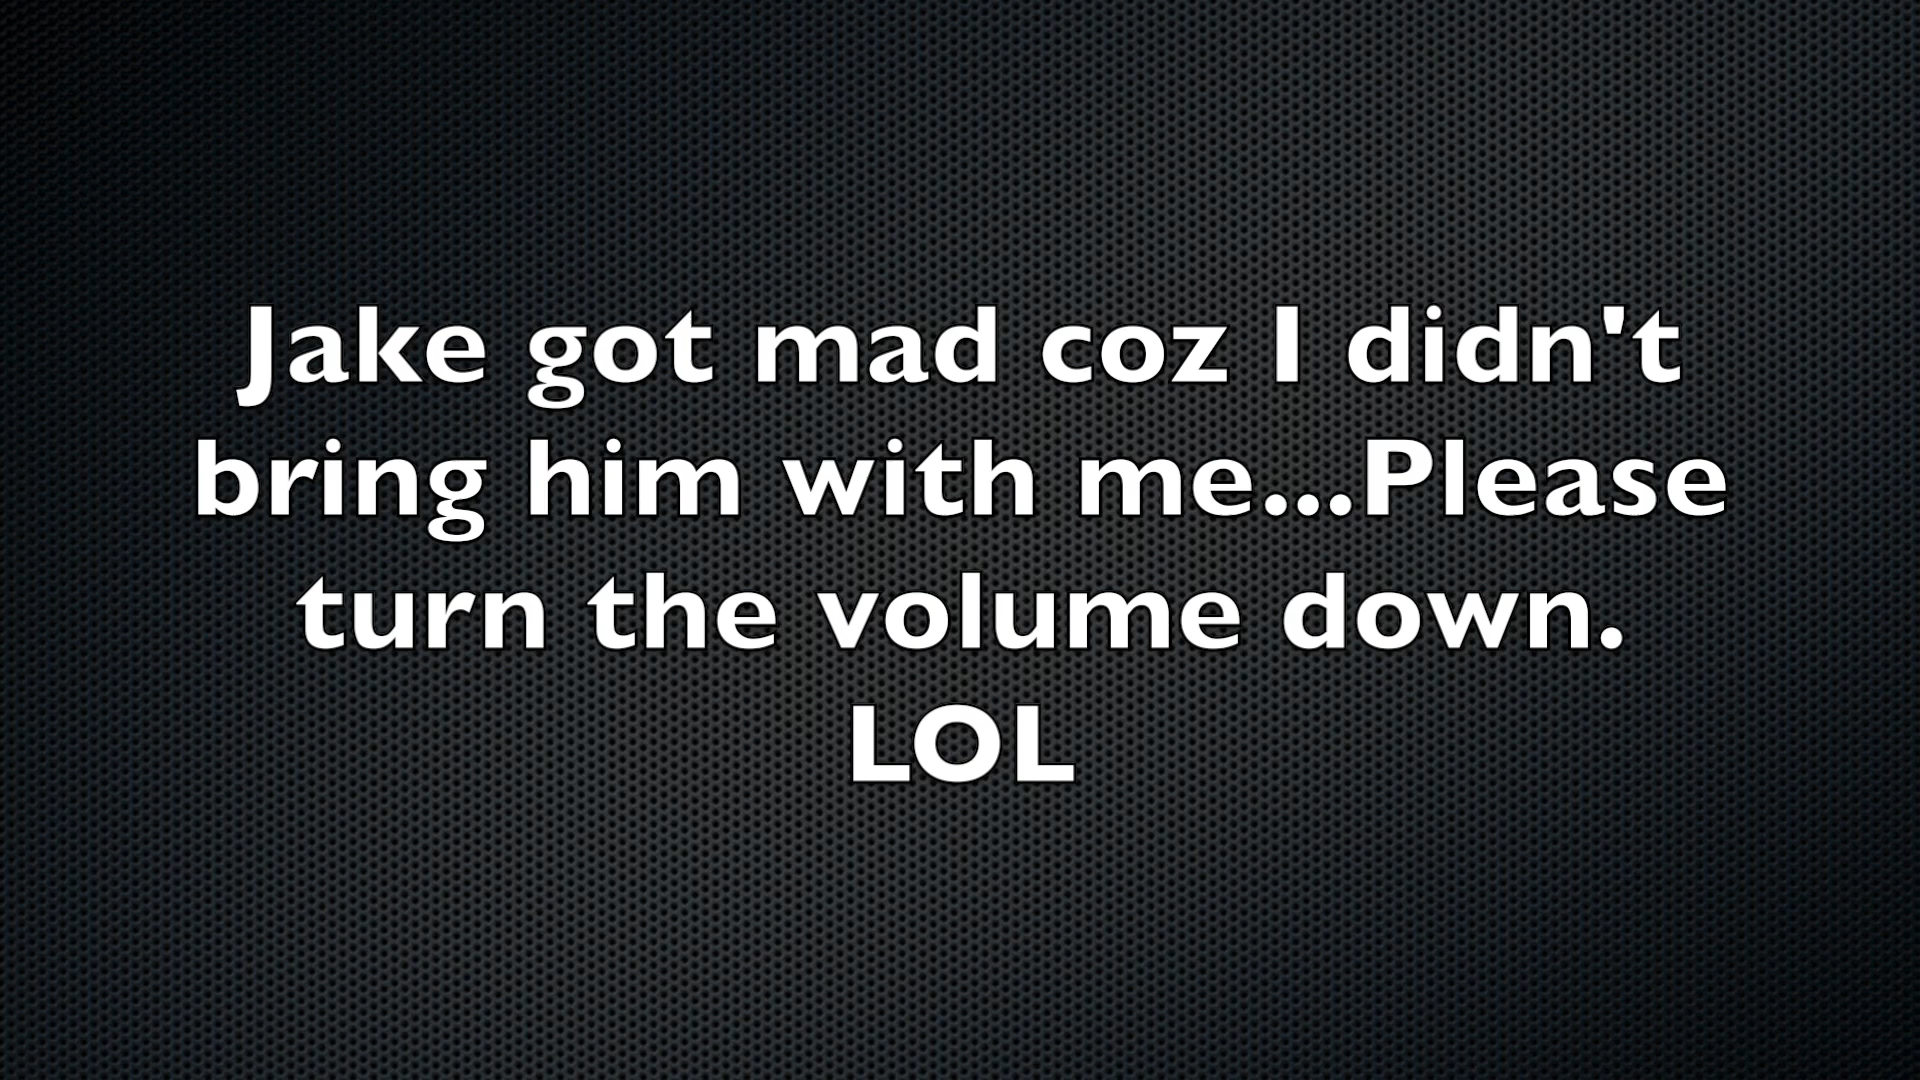 Jake got mad coz I didn't
bring him with me...Please
turn the volume down.
LOL